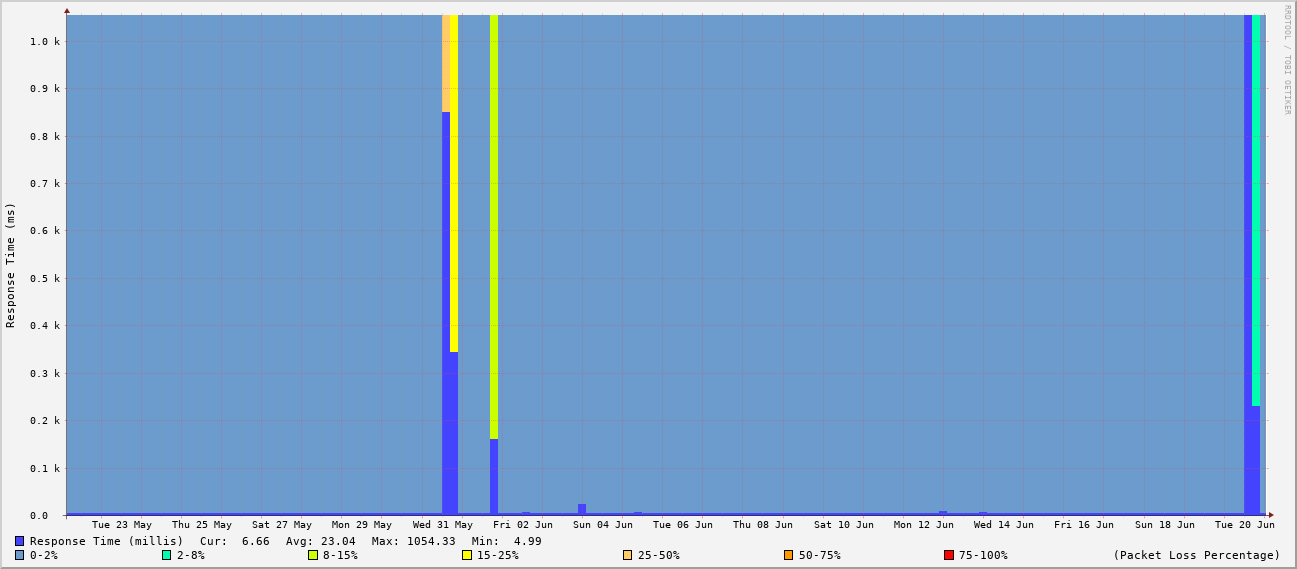 RRDTOOL / TOBI OETIKER
Response Time (ms)
1.0 k
0.9 k
0.8 k
0.7 k
0.6 k
0.5 k
0.4 k
0.3 k
0.2 k
0.1 k
0.0
Tue 23 May Thu 25 May Sat 27 May Mon 29 May Wed 31 May Fri 02 Jun Sun 04 Jun Tue 06 Jun Thu 08 Jun Sat 10 Jun Mon 12 Jun Wed 14 Jun Fri 16 Jun Sun 18 Jun Tue 20 Jun
Response Time (millis) Cur: 6.66 Avg: 23.04 Max: 1054.33 Min: 4.99
0-2% 2-8% 8-15% 15-25% 25-50% 50-75% 75-100% (Packet Loss Percentage)